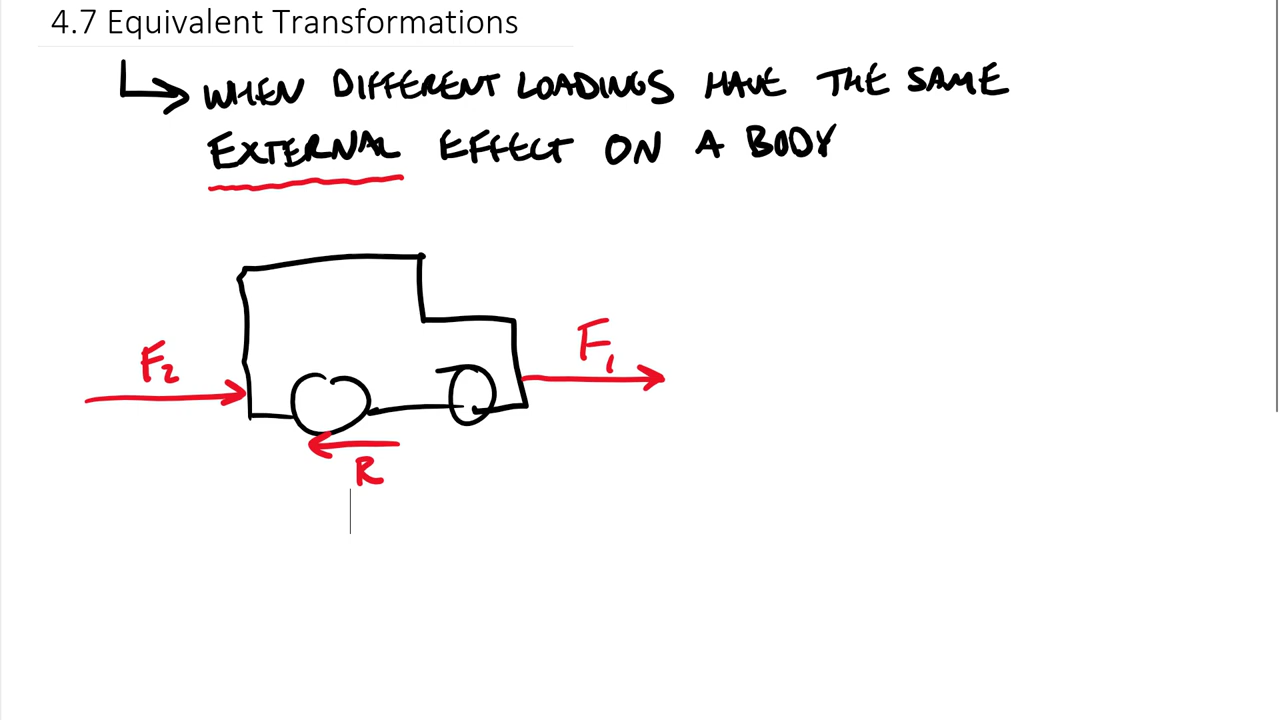 4.7 Equivalent Transformations
WHEN DIFFERENT LOADINGS HAVE THE SAME
EXTERNAL EFFECT ON A BODY
F₁
F₂
R